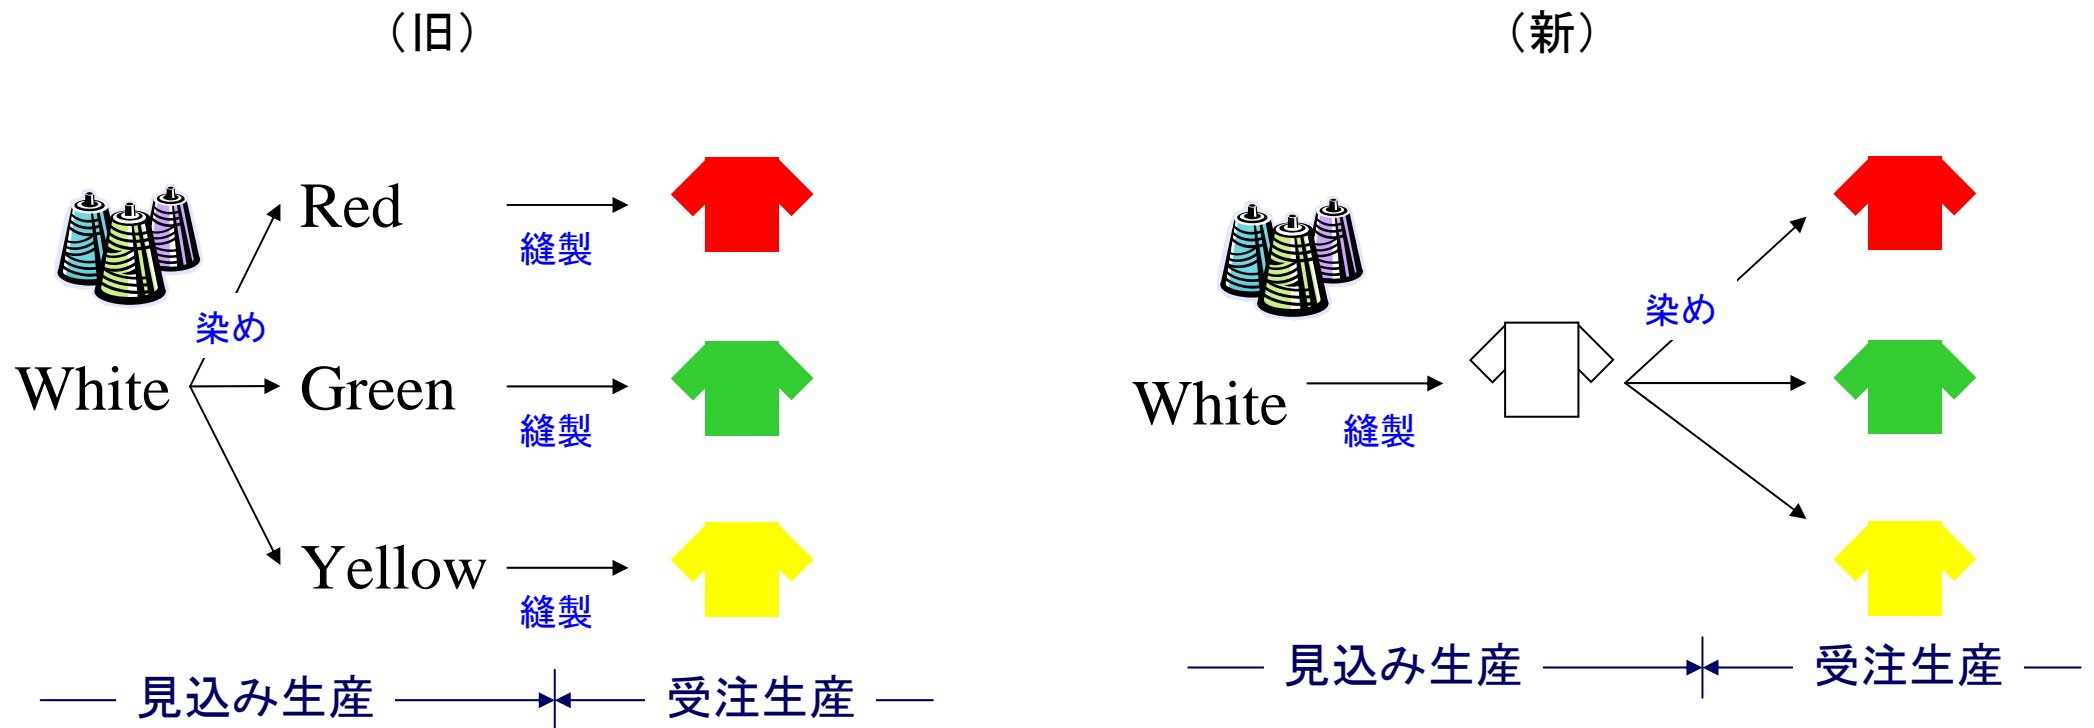 （旧）
Red
縫製
染め
White
Green
縫製
Yellow
縫製
見込み生産
受注生産
（新）
染め
White
縫製
見込み生産
受注生産